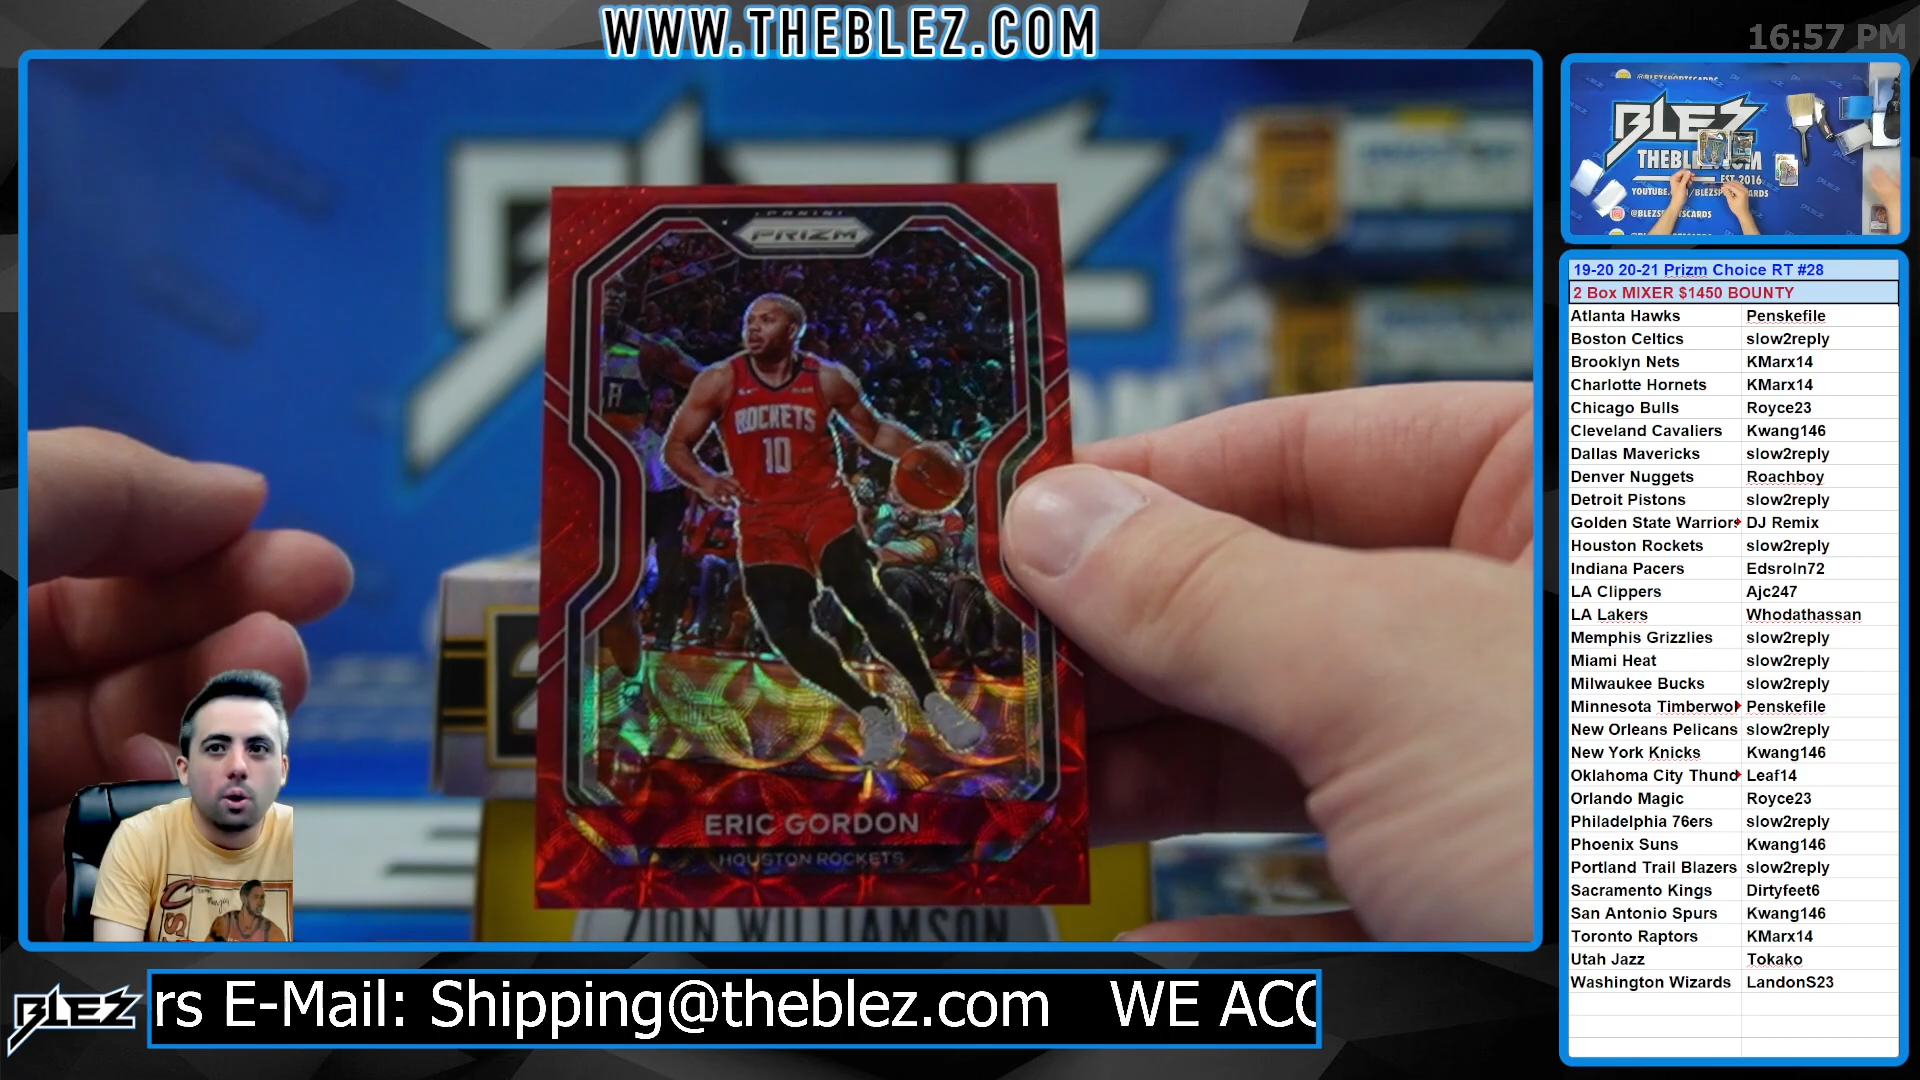 WWW.THEBLEZ.COM
16:57 PM
PANINI
PRIZM
ROCKETS
10
ERIC GORDON
HOUSTON ROCKETS
ZION WILLIAMSON
BLEZ
THEBLEZ.COM
EST 2016
@BLEZSPORTSCARDS
19-20 20-21 Prizm Choice RT #28
2 Box MIXER $1450 BOUNTY
Atlanta Hawks Penskefile
Boston Celtics slow2reply
Brooklyn Nets KMarx14
Charlotte Hornets KMarx14
Chicago Bulls Royce23
Cleveland Cavaliers Kwang146
Dallas Mavericks slow2reply
Denver Nuggets Roachboy
Detroit Pistons slow2reply
Golden State Warriors DJ Remix
Houston Rockets slow2reply
Indiana Pacers Edsroln72
LA Clippers Ajc247
LA Lakers Whodathassan
Memphis Grizzlies slow2reply
Miami Heat slow2reply
Milwaukee Bucks slow2reply
Minnesota Timberwol Penskefile
New Orleans Pelicans slow2reply
New York Knicks Kwang146
Oklahoma City Thund Leaf14
Orlando Magic Royce23
Philadelphia 76ers slow2reply
Phoenix Suns Kwang146
Portland Trail Blazers slow2reply
Sacramento Kings Dirtyfeet6
San Antonio Spurs Kwang146
Toronto Raptors KMarx14
Utah Jazz Tokako
Washington Wizards LandonS23
BLEZ
rs E-Mail: Shipping@theblez.com WE ACC